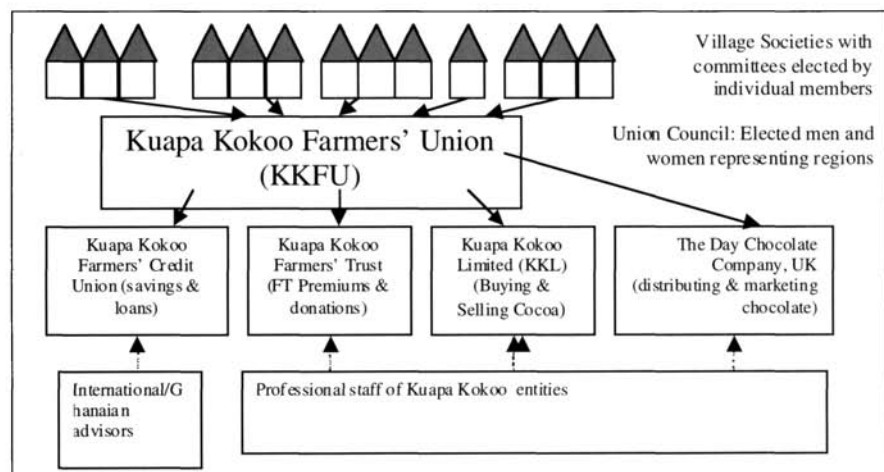 Village Societies with
committees elected by
individual members
Kuapa Kokoo Farmers' Union
(KKFU)
Union Council: Elected men and
women representing regions
Kuapa Kokoo
Farmers' Credit
Union (savings &
loans)
Kuapa Kokoo
Farmers' Trust
(FT Premiums &
donations)
Kuapa Kokoo
Limited (KKL)
(Buying &
Selling Cocoa)
The Day Chocolate
Company, UK
(distributing & marketing
chocolate)
International/G
hanaian
advisors
Professional staff of Kuapa Kokoo entities